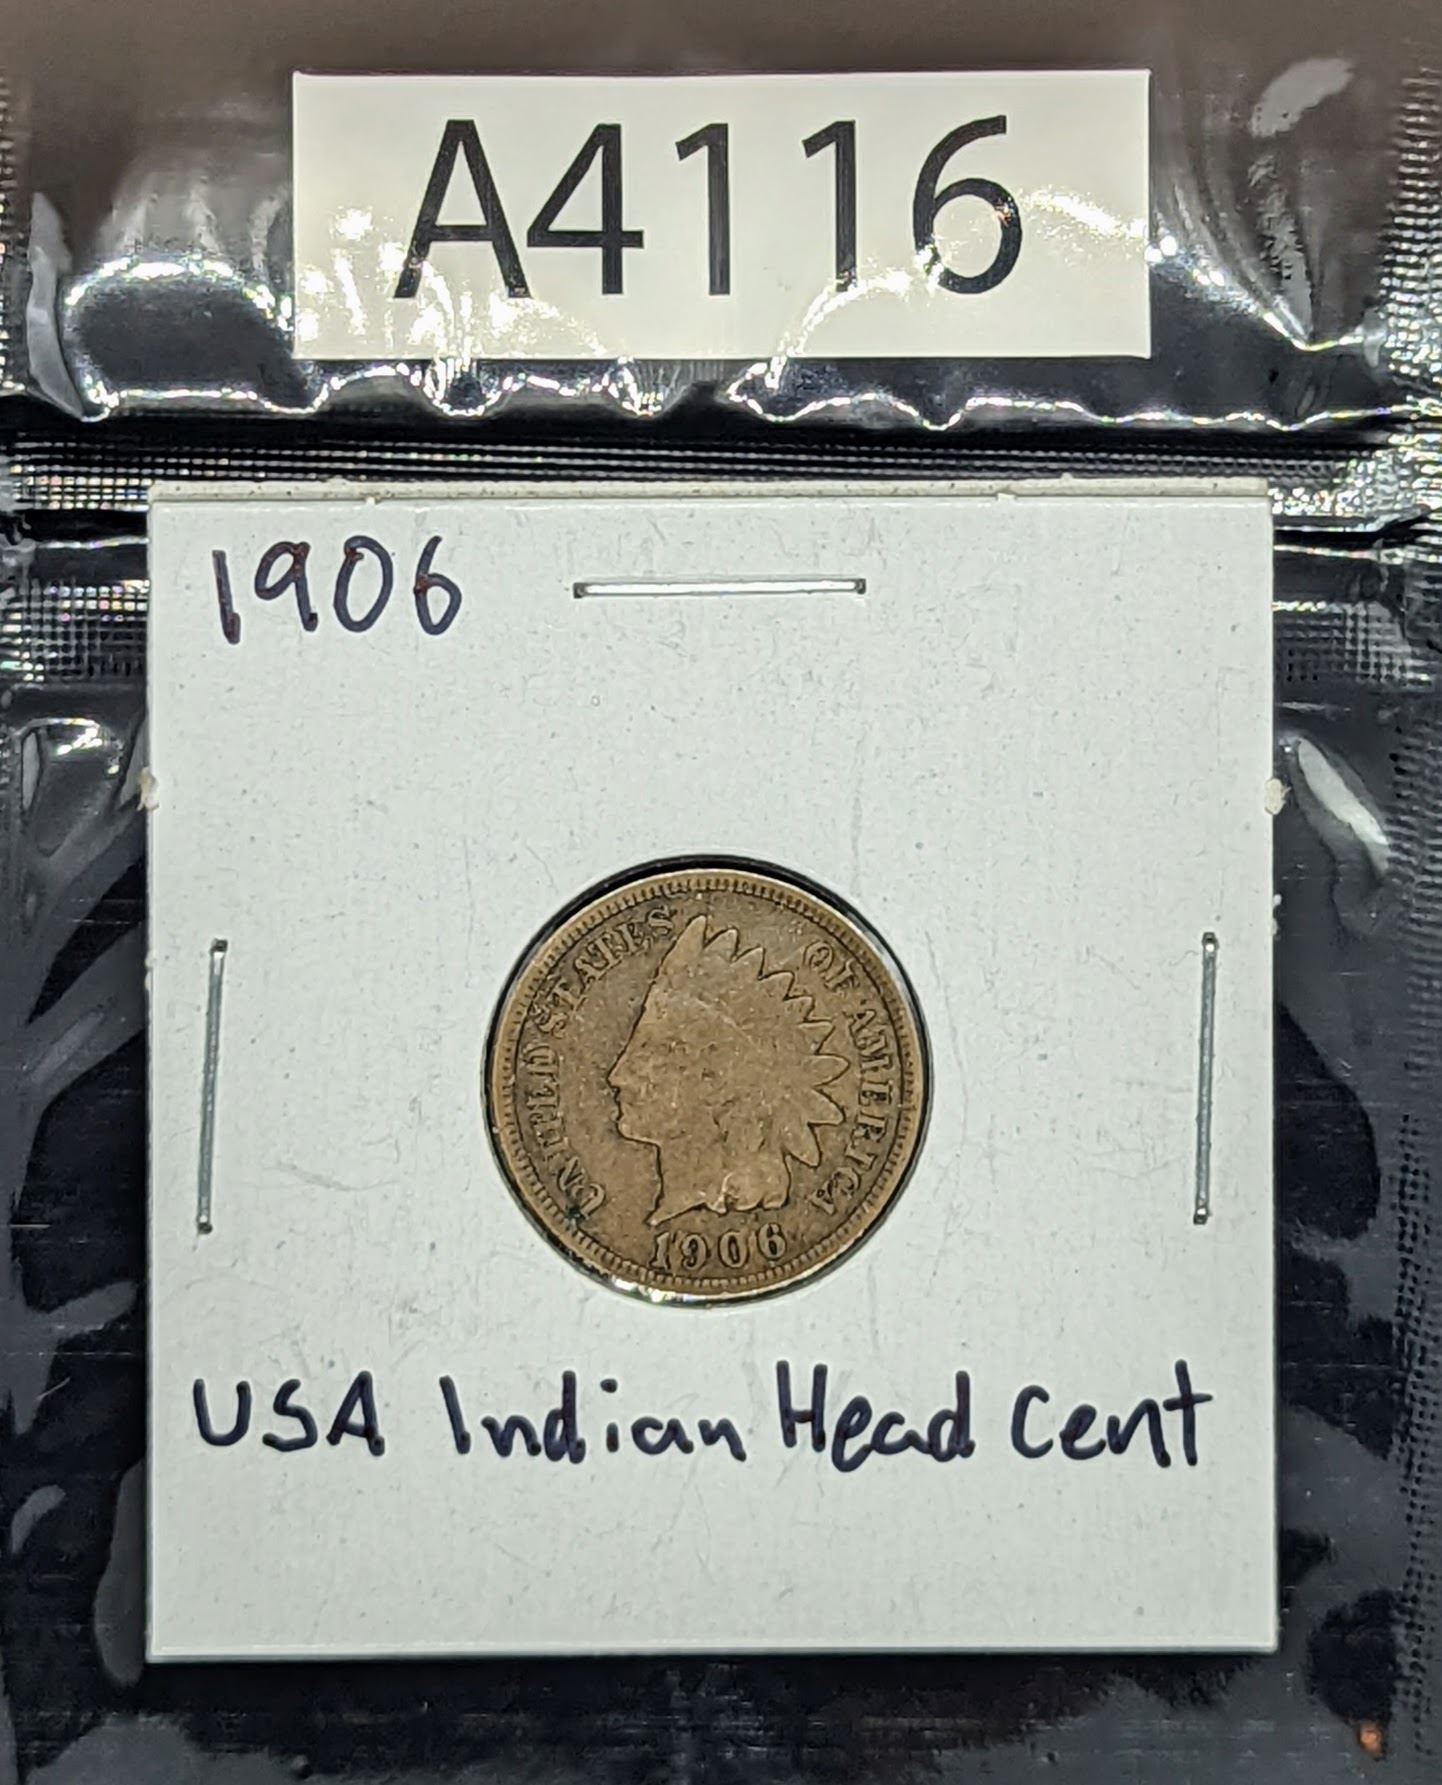 A4116
1906
UNITED STATES OF AMERICA
1906
USA Indian Head Cent